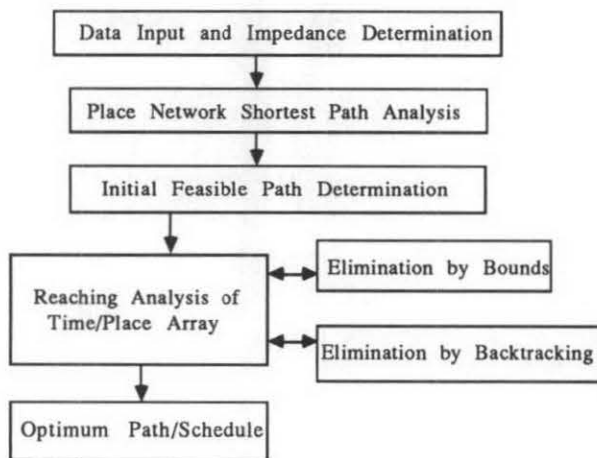 Data Input and Impedance Determination
Place Network Shortest Path Analysis
Initial Feasible Path Determination
Reaching Analysis of
Time/Place Array
Elimination by Bounds
Elimination by Backtracking
Optimum Path/Schedule